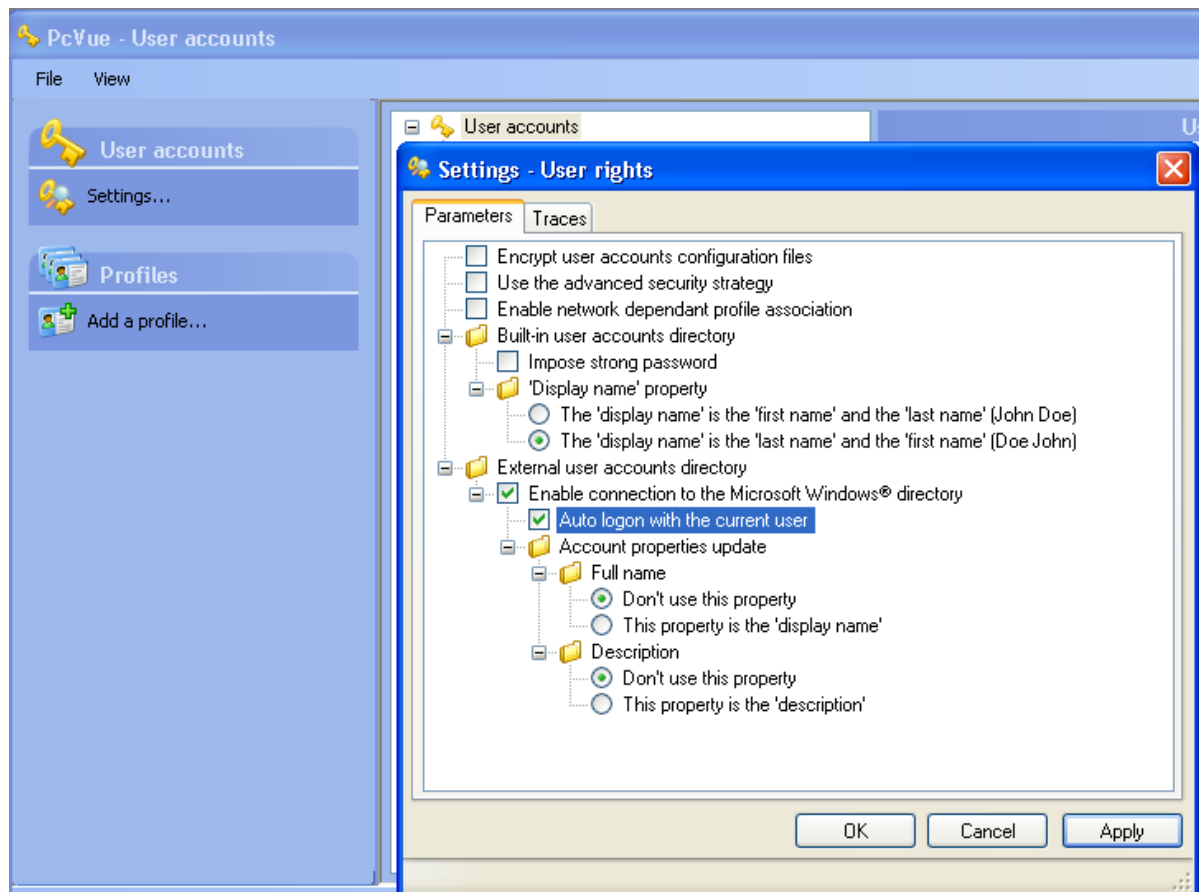 PcVue - User accounts
File View
User accounts
Settings...
Profiles
Add a profile...
User accounts
Settings - User rights
Parameters Traces
Encrypt user accounts configuration files
Use the advanced security strategy
Enable network dependant profile association
Built-in user accounts directory
Impose strong password
'Display name' property
The 'display name' is the 'first name' and the 'last name' (John Doe)
The 'display name' is the 'last name' and the 'first name' (Doe John)
External user accounts directory
Enable connection to the Microsoft Windows® directory
Auto logon with the current user
Account properties update
Full name
Don't use this property
This property is the 'display name'
Description
Don't use this property
This property is the 'description'
OK Cancel Apply